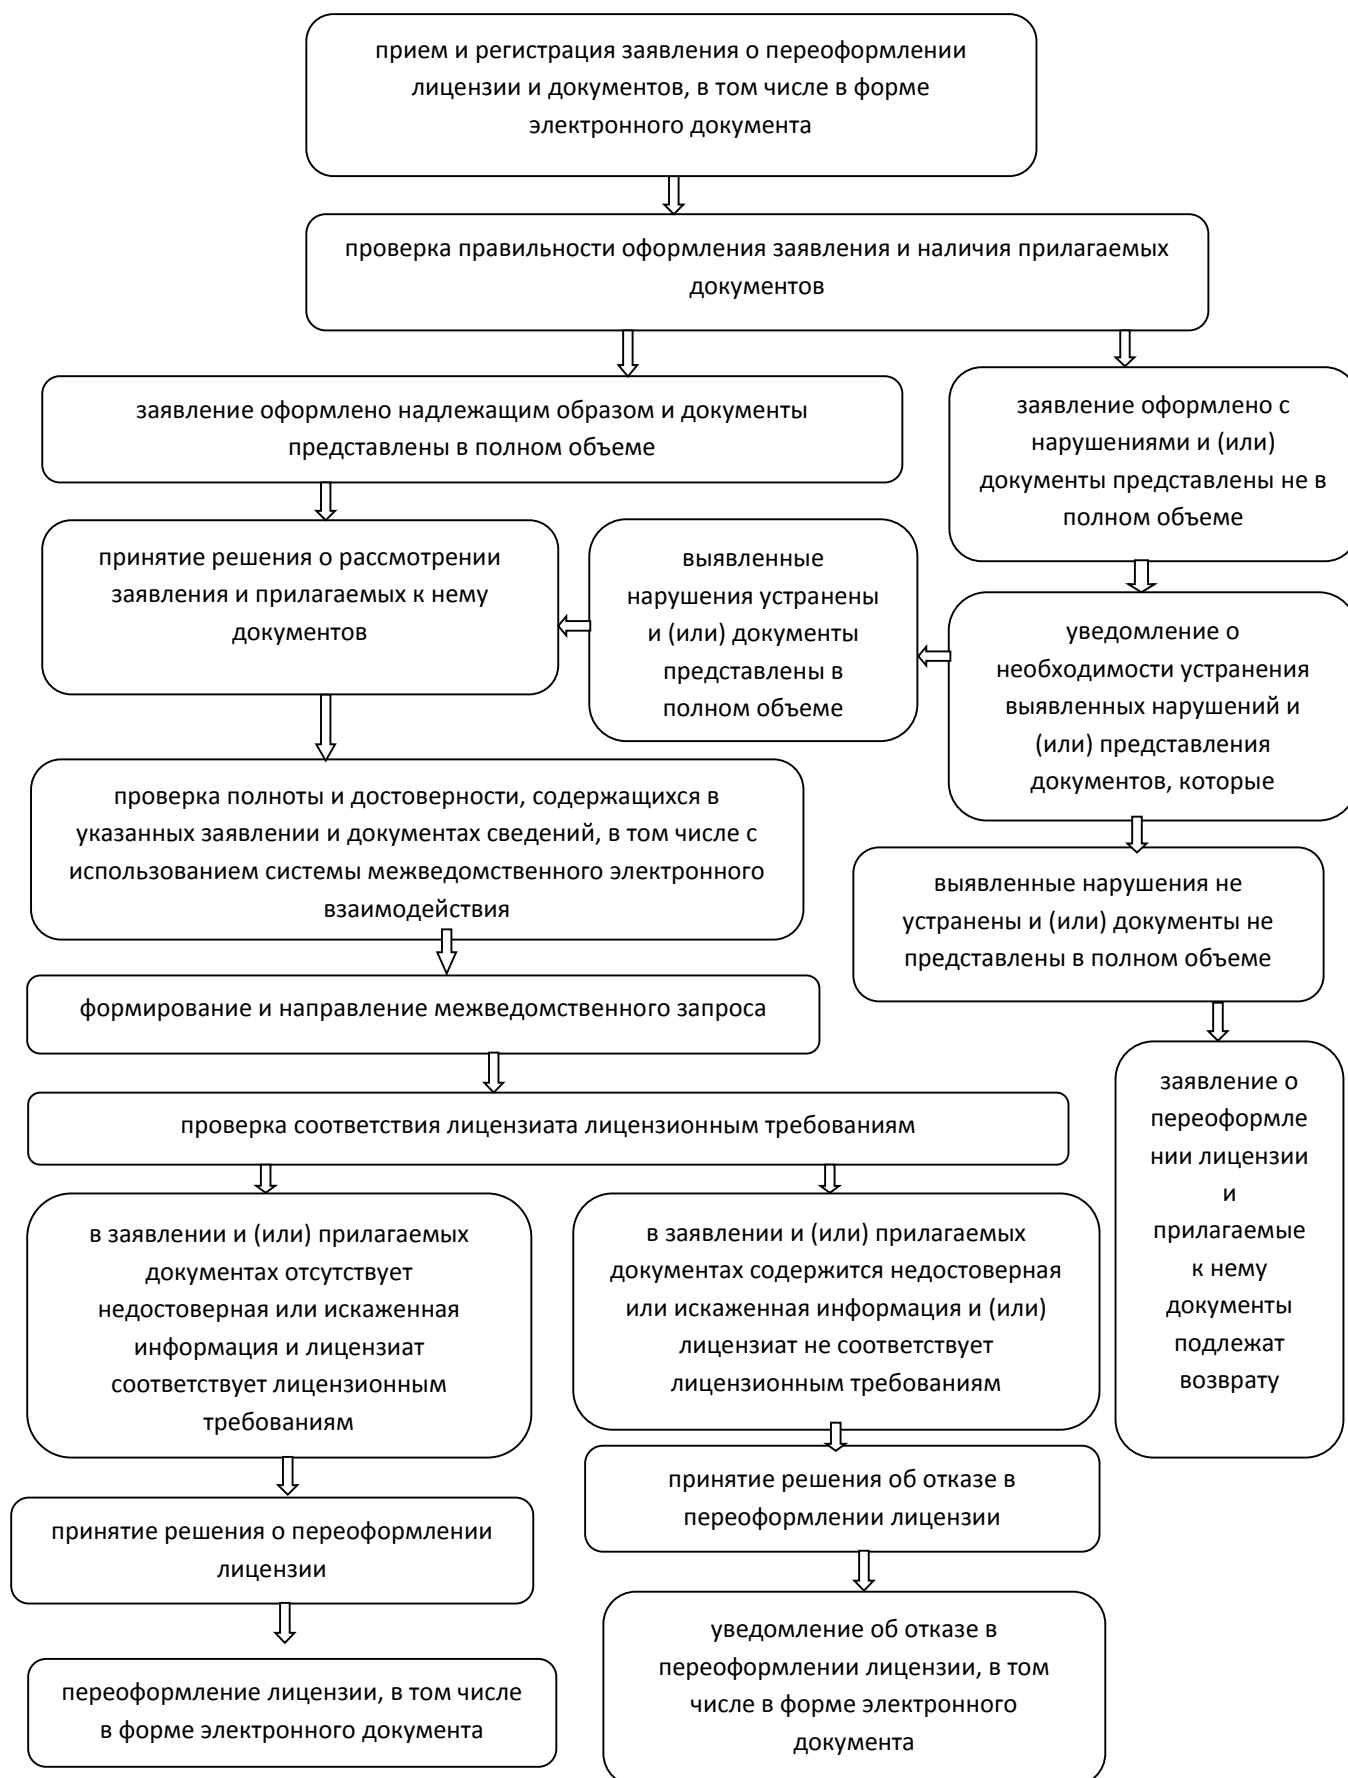 прием и регистрация заявления о переоформлении
лицензии и документов, в том числе в форме
электронного документа
проверка правильности оформления заявления и наличия прилагаемых
документов
заявление оформлено надлежащим образом и документы
представлены в полном объеме
заявление оформлено с
нарушениями и (или)
документы представлены не в
полном объеме
принятие решения о рассмотрении
заявления и прилагаемых к нему
документов
выявленные
нарушения устранены
и (или) документы
представлены в
полном объеме
уведомление о
необходимости устранения
выявленных нарушений и
(или) представления
документов, которые
проверка полноты и достоверности, содержащихся в
указанных заявлении и документах сведений, в том числе с
использованием системы межведомственного электронного
взаимодействия
выявленные нарушения не
устранены и (или) документы не
представлены в полном объеме
формирование и направление межведомственного запроса
заявление о
переоформле
нии лицензии
и
прилагаемые
к нему
документы
подлежат
возврату
проверка соответствия лицензиата лицензионным требованиям
в заявлении и (или) прилагаемых
документах отсутствует
недостоверная или искаженная
информация и лицензиат
соответствует лицензионным
требованиям
в заявлении и (или) прилагаемых
документах содержится недостоверная
или искаженная информация и (или)
лицензиат не соответствует
лицензионным требованиям
принятие решения о переоформлении
лицензии
принятие решения об отказе в
переоформлении лицензии
переоформление лицензии, в том числе
в форме электронного документа
уведомление об отказе в
переоформлении лицензии, в том
числе в форме электронного
документа